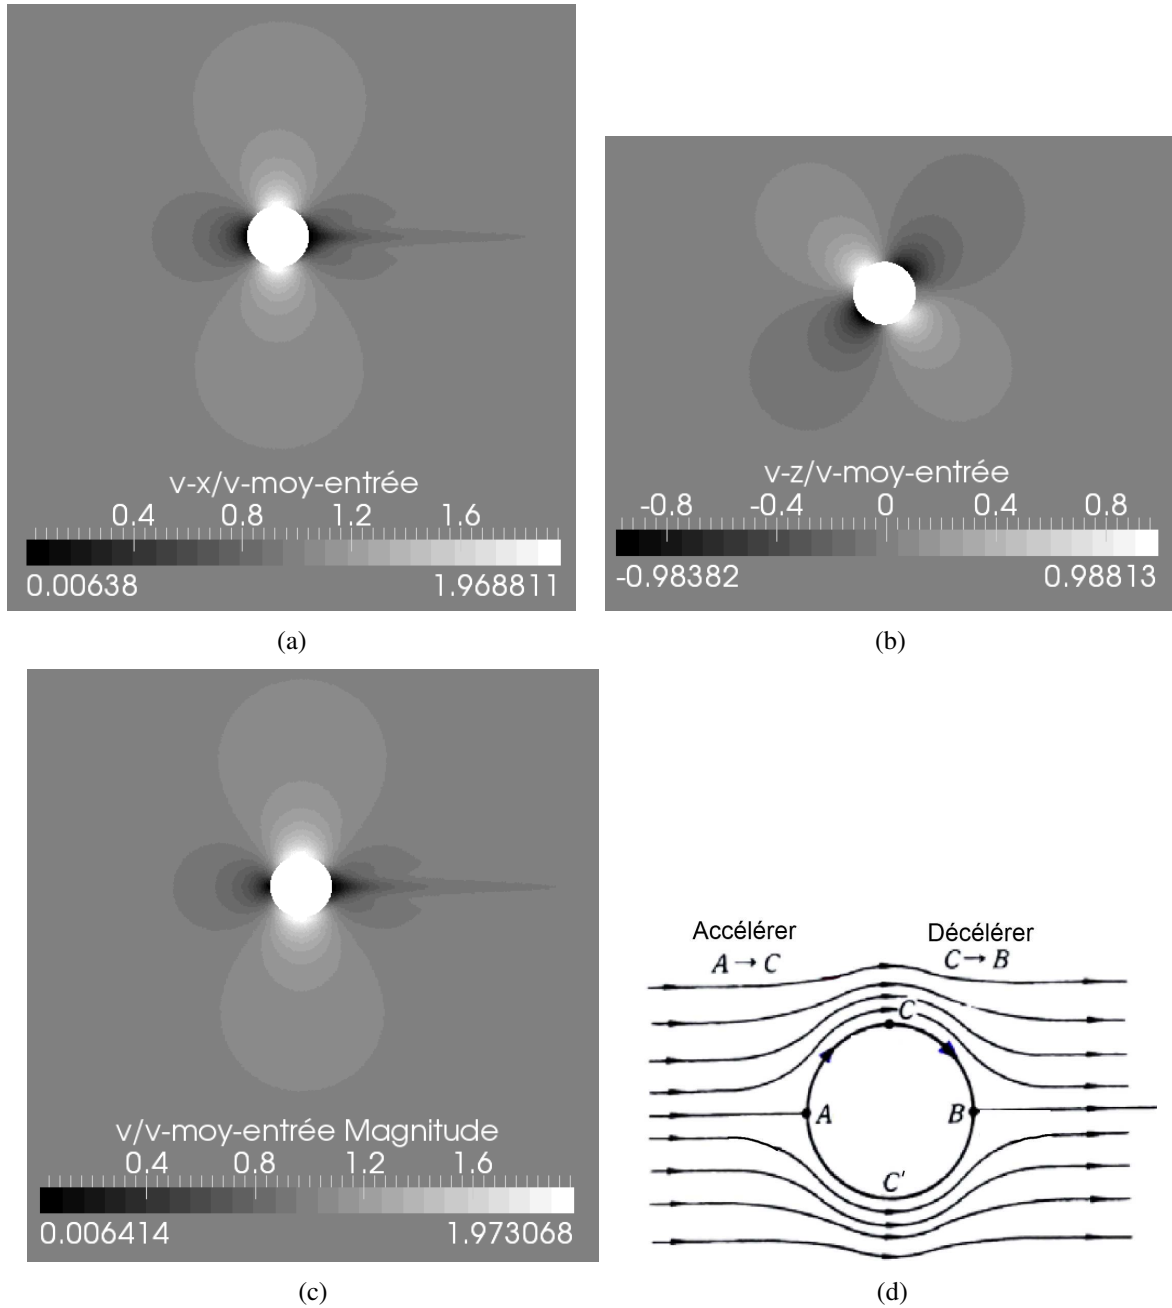 v-x/v-moy-entrée
0.4 0.8 1.2 1.6
0.00638 1.968811
(a)
v-z/v-moy-entrée
-0.8 -0.4 0 0.4 0.8
-0.98382 0.98813
(b)
v/v-moy-entrée Magnitude
0.4 0.8 1.2 1.6
0.006414 1.973068
(c)
Accélérer Décélérer
A → C C → B
C
A B
C'
(d)